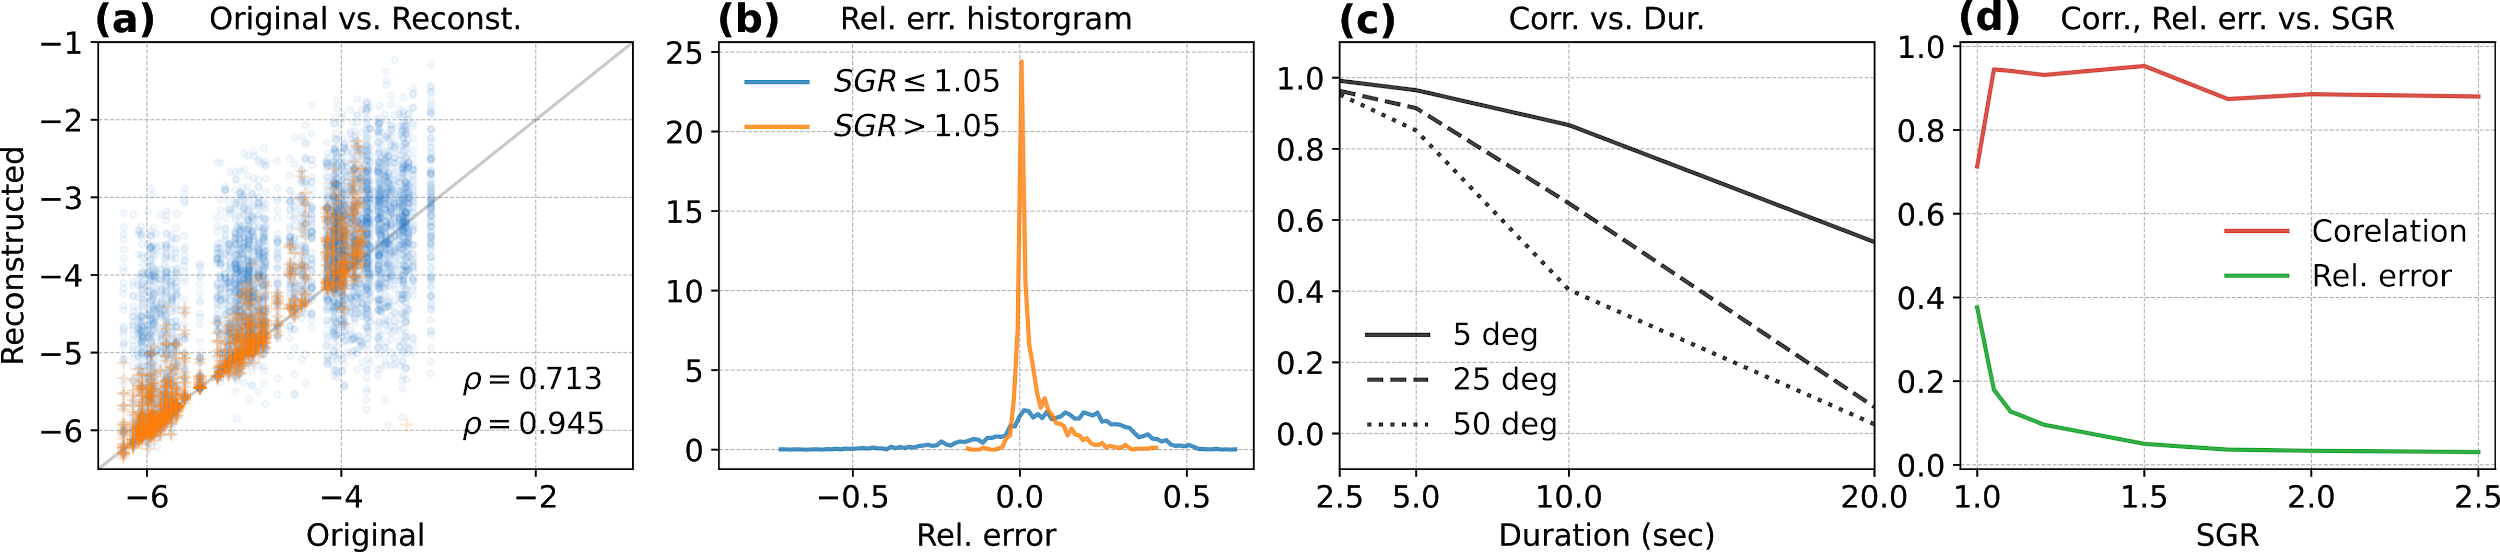 (a) Original vs. Reconst.
−1
−2
−3
−4
−5
−6
Reconstructed
ρ = 0.713
ρ = 0.945
−6 −4 −2
Original
(b) Rel. err. historgram
25
20
15
10
5
0
SGR ≤ 1.05
SGR > 1.05
−0.5 0.0 0.5
Rel. error
(c) Corr. vs. Dur.
1.0
0.8
0.6
0.4
0.2
0.0
5 deg
25 deg
50 deg
2.5 5.0 10.0 20.0
Duration (sec)
(d) Corr., Rel. err. vs. SGR
1.0
0.8
0.6
0.4
0.2
0.0
Corelation
Rel. error
1.0 1.5 2.0 2.5
SGR